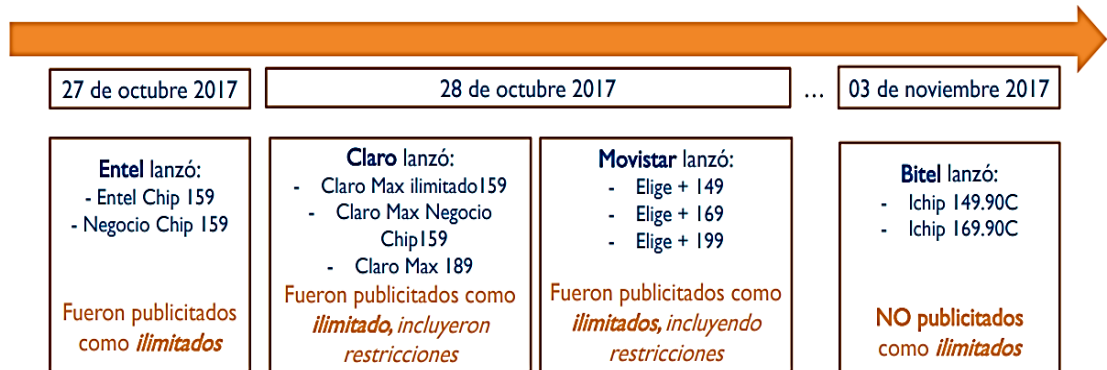 27 de octubre 2017
28 de octubre 2017
...
03 de noviembre 2017
Entel lanzó:
- Entel Chip 159
- Negocio Chip 159
Fueron publicitados
como ilimitados
Claro lanzó:
- Claro Max ilimitado159
- Claro Max Negocio
Chip159
- Claro Max 189
Fueron publicitados como
ilimitado, incluyeron
restricciones
Movistar lanzó:
- Elige + 149
- Elige + 169
- Elige + 199
Fueron publicitados como
ilimitados, incluyendo
restricciones
Bitel lanzó:
- Ichip 149.90C
- Ichip 169.90C
NO publicitados
como ilimitados